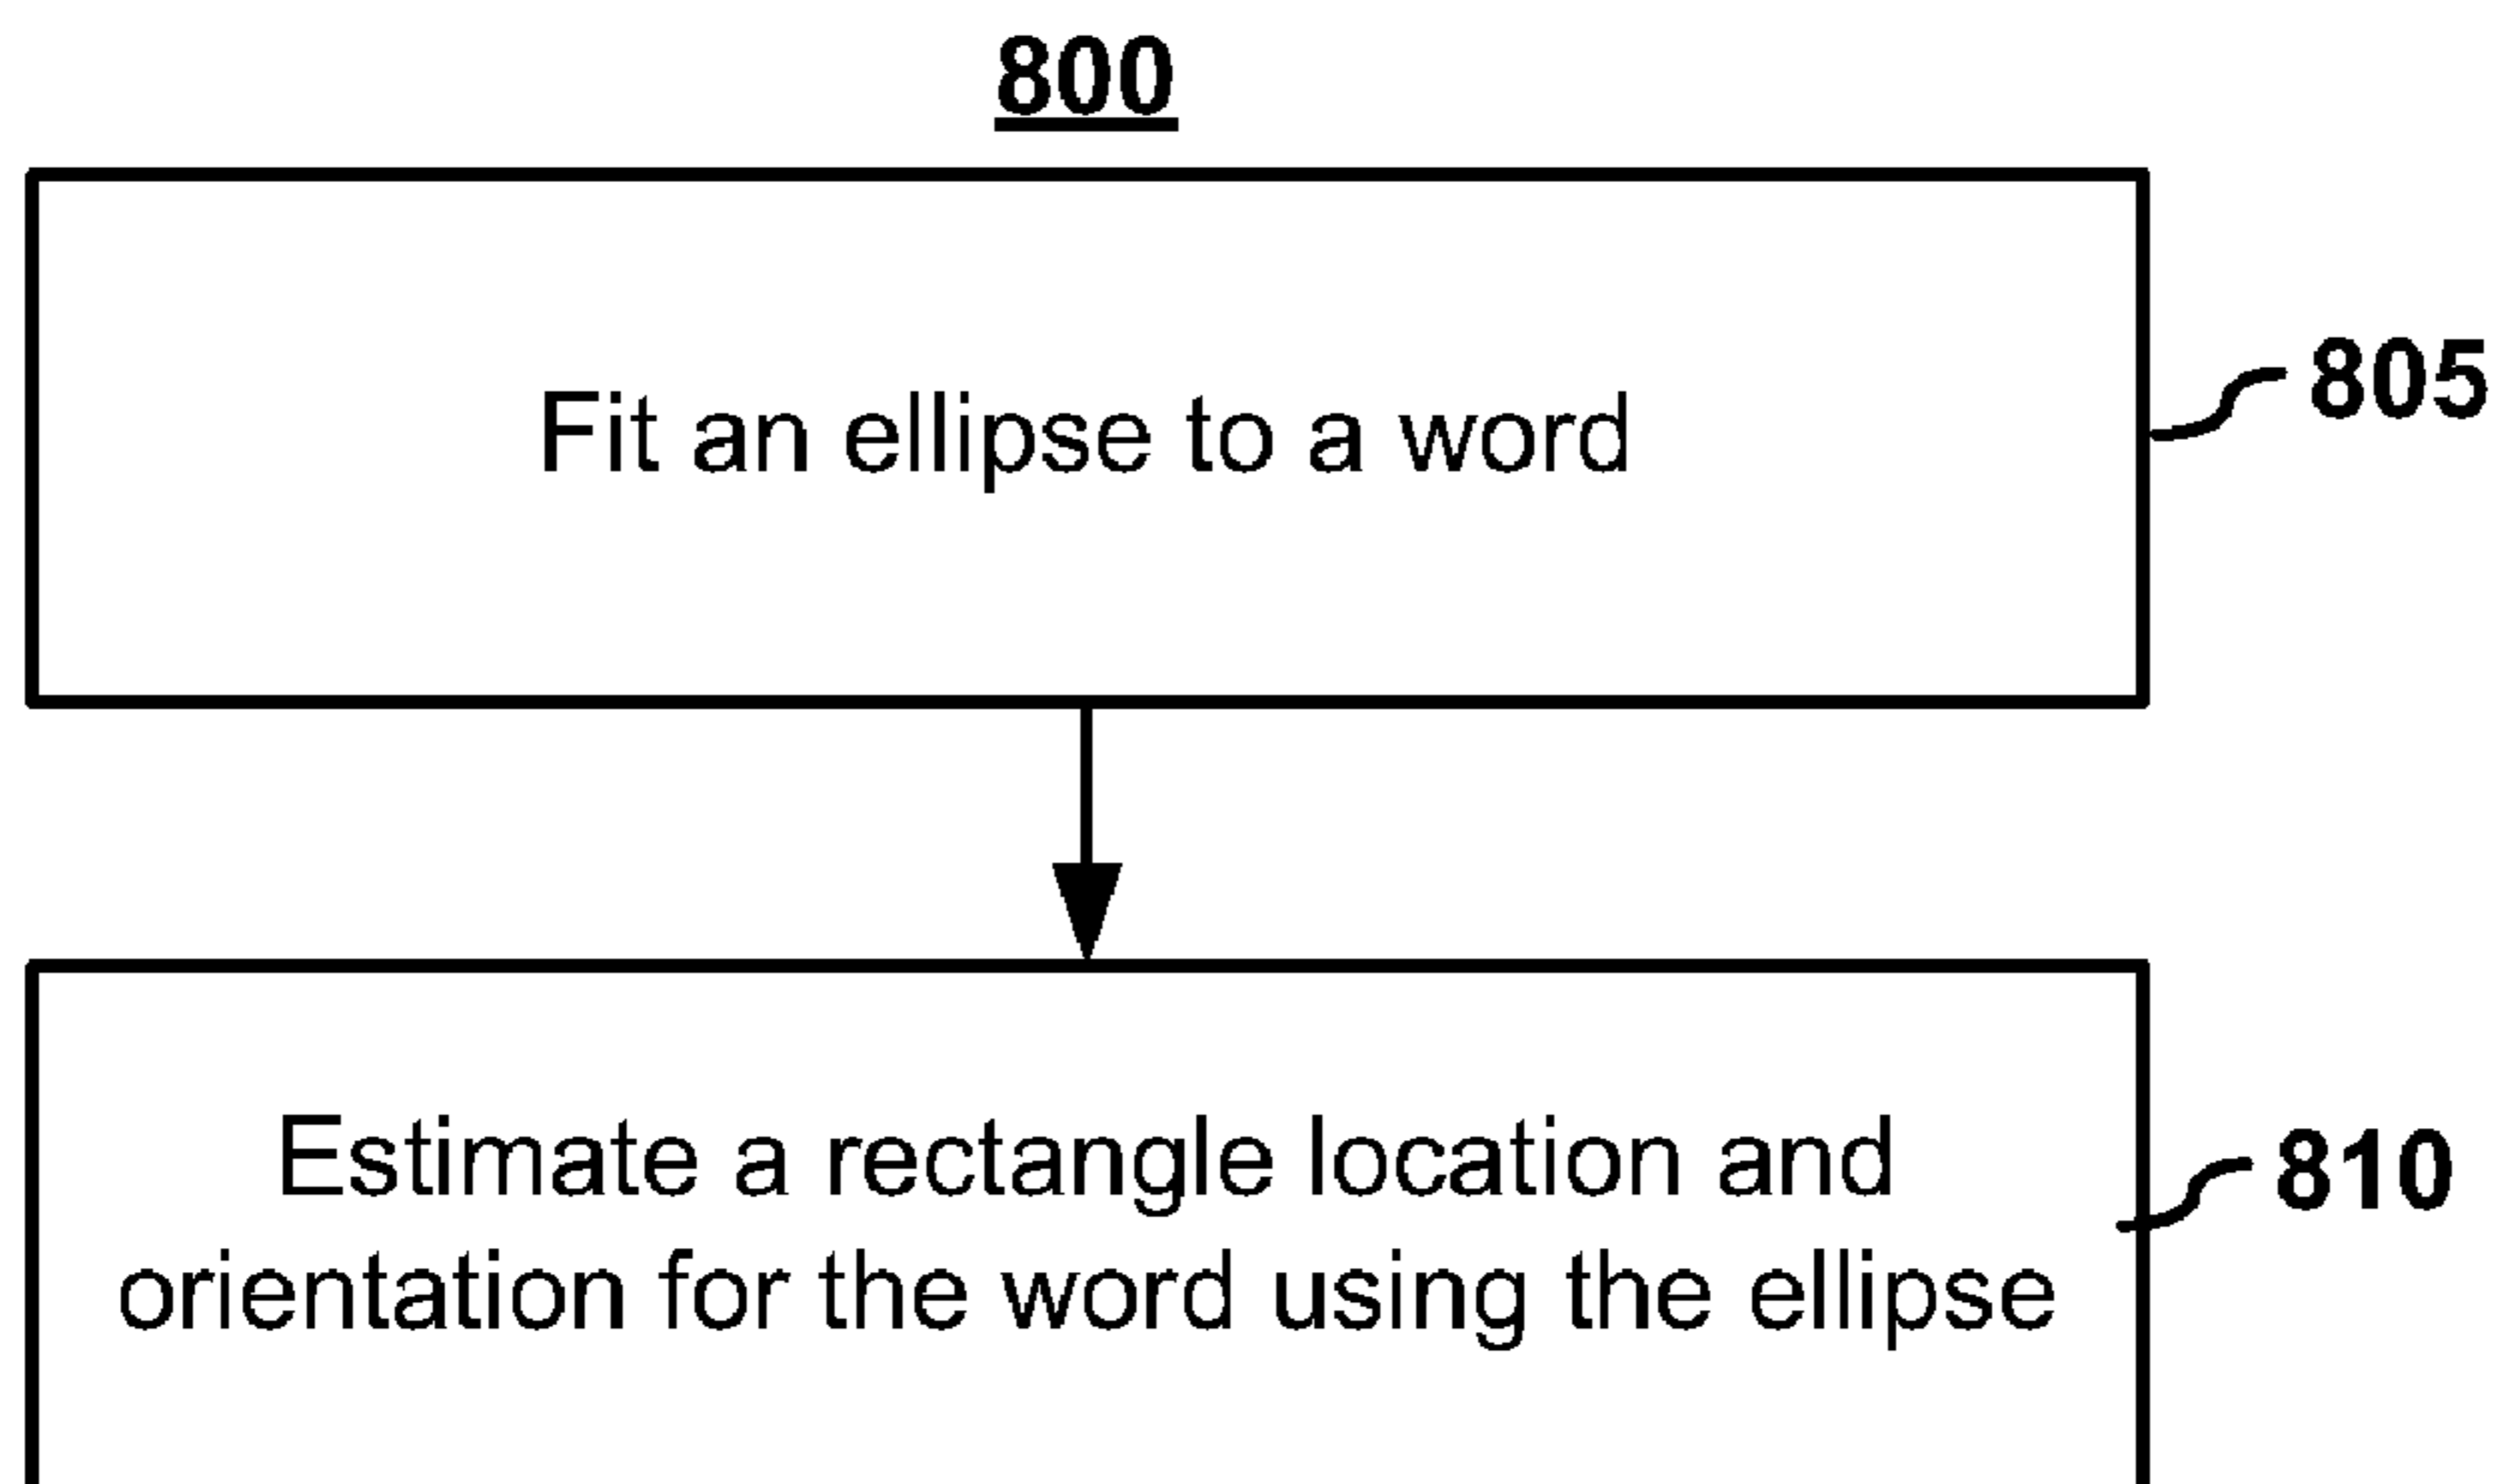 800
Fit an ellipse to a word
805
Estimate a rectangle location and
orientation for the word using the ellipse
810